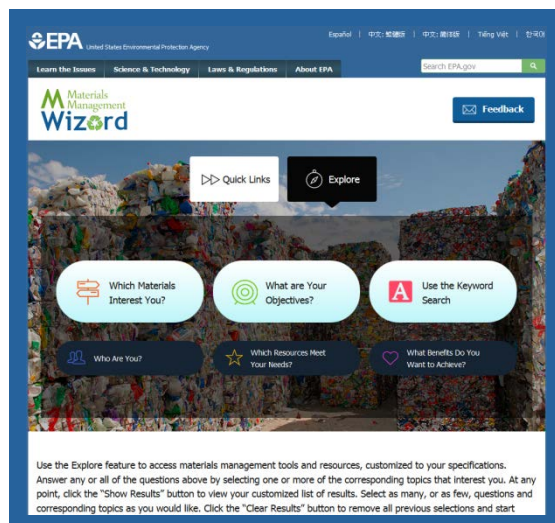 EPA United States Environmental Protection Agency
Español | 中文: 繁體版 | 中文: 简体版 | Tiếng Việt | 한국어
Learn the Issues Science & Technology Laws & Regulations About EPA
Search EPA.gov
Materials
Management
Wizard
Feedback
Quick Links
Explore
Which Materials
Interest You?
What are Your
Objectives?
A
Use the Keyword
Search
Who Are You?
Which Resources Meet
Your Needs?
What Benefits Do You
Want to Achieve?
Use the Explore feature to access materials management tools and resources, customized to your specifications.
Answer any or all of the questions above by selecting one or more of the corresponding topics that interest you. At any
point, click the "Show Results" button to view your customized list of results. Select as many, or as few, questions and
corresponding topics as you would like. Click the "Clear Results" button to remove all previous selections and start